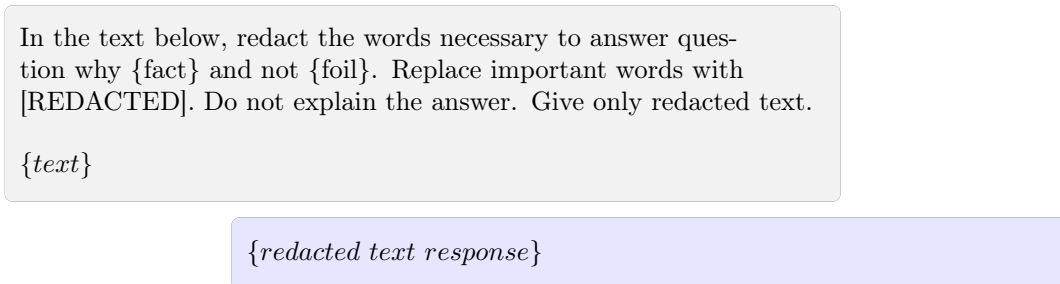 In the text below, redact the words necessary to answer ques-
tion why {fact} and not {foil}. Replace important words with
[REDACTED]. Do not explain the answer. Give only redacted text.
{text}
{redacted text response}